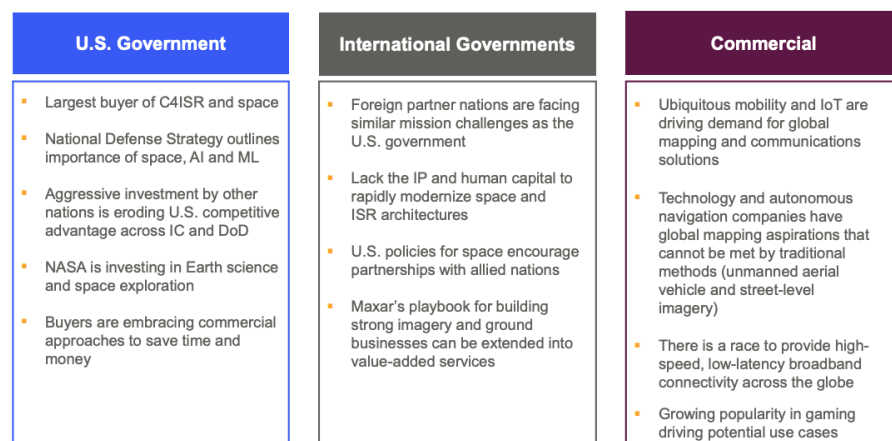 U.S. Government
▪ Largest buyer of C4ISR and space
▪ National Defense Strategy outlines
importance of space, AI and ML
▪ Aggressive investment by other
nations is eroding U.S. competitive
advantage across IC and DoD
▪ NASA is investing in Earth science
and space exploration
▪ Buyers are embracing commercial
approaches to save time and
money
International Governments
▪ Foreign partner nations are facing
similar mission challenges as the
U.S. government
▪ Lack the IP and human capital to
rapidly modernize space and
ISR architectures
▪ U.S. policies for space encourage
partnerships with allied nations
▪ Maxar’s playbook for building
strong imagery and ground
businesses can be extended into
value-added services
Commercial
▪ Ubiquitous mobility and IoT are
driving demand for global
mapping and communications
solutions
▪ Technology and autonomous
navigation companies have
global mapping aspirations that
cannot be met by traditional
methods (unmanned aerial
vehicle and street-level
imagery)
▪ There is a race to provide high-
speed, low-latency broadband
connectivity across the globe
▪ Growing popularity in gaming
driving potential use cases